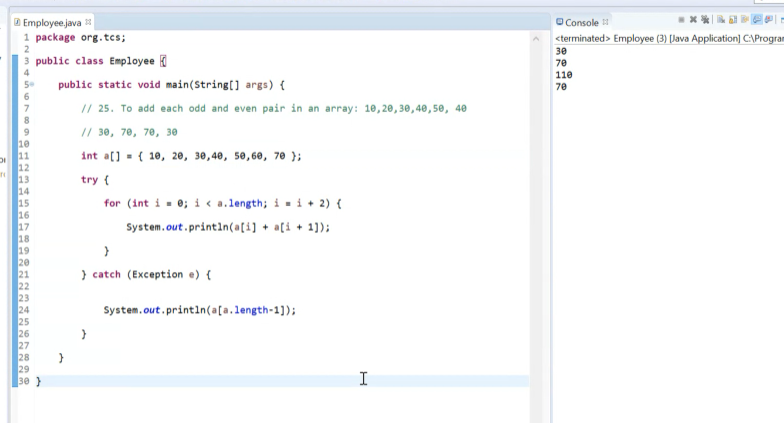 Employee.java
1 package org.tcs;
2
3 public class Employee {
4
5 public static void main(String[] args) {
6
7 // 25. To add each odd and even pair in an array: 10,20,30,40,50, 40
8
9 // 30, 70, 70, 30
10
11 int a[] = { 10, 20, 30,40, 50,60, 70 };
12
13 try {
14
15 for (int i = 0; i < a.length; i = i + 2) {
16
17 System.out.println(a[i] + a[i + 1]);
18
19 }
20
21 } catch (Exception e) {
22
23
24 System.out.println(a[a.length-1]);
25
26 }
27
28 }
29
30 }
Console
<terminated> Employee (3) [Java Application] C:\Progra
30
70
110
70